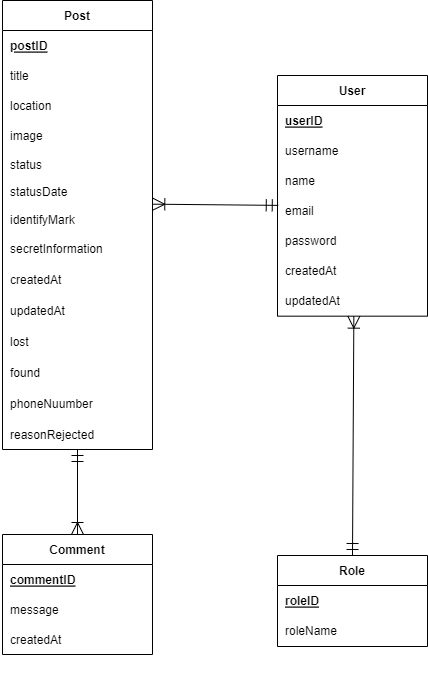 Post
postID
title
location
image
status
statusDate
identifyMark
secretInformation
createdAt
updatedAt
lost
found
phoneNuumber
reasonRejected
User
userID
username
name
email
password
createdAt
updatedAt
Comment
commentID
message
createdAt
Role
roleID
roleName